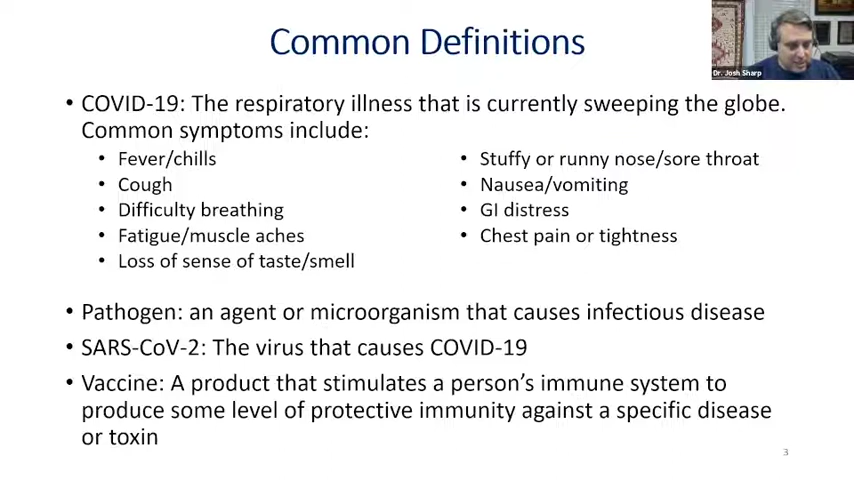 Common Definitions
Dr. Josh Sharp
• COVID-19: The respiratory illness that is currently sweeping the globe.
Common symptoms include:
• Fever/chills
• Cough
• Difficulty breathing
• Fatigue/muscle aches
• Loss of sense of taste/smell
• Stuffy or runny nose/sore throat
• Nausea/vomiting
• GI distress
• Chest pain or tightness
• Pathogen: an agent or microorganism that causes infectious disease
• SARS-CoV-2: The virus that causes COVID-19
• Vaccine: A product that stimulates a person’s immune system to
produce some level of protective immunity against a specific disease
or toxin
3